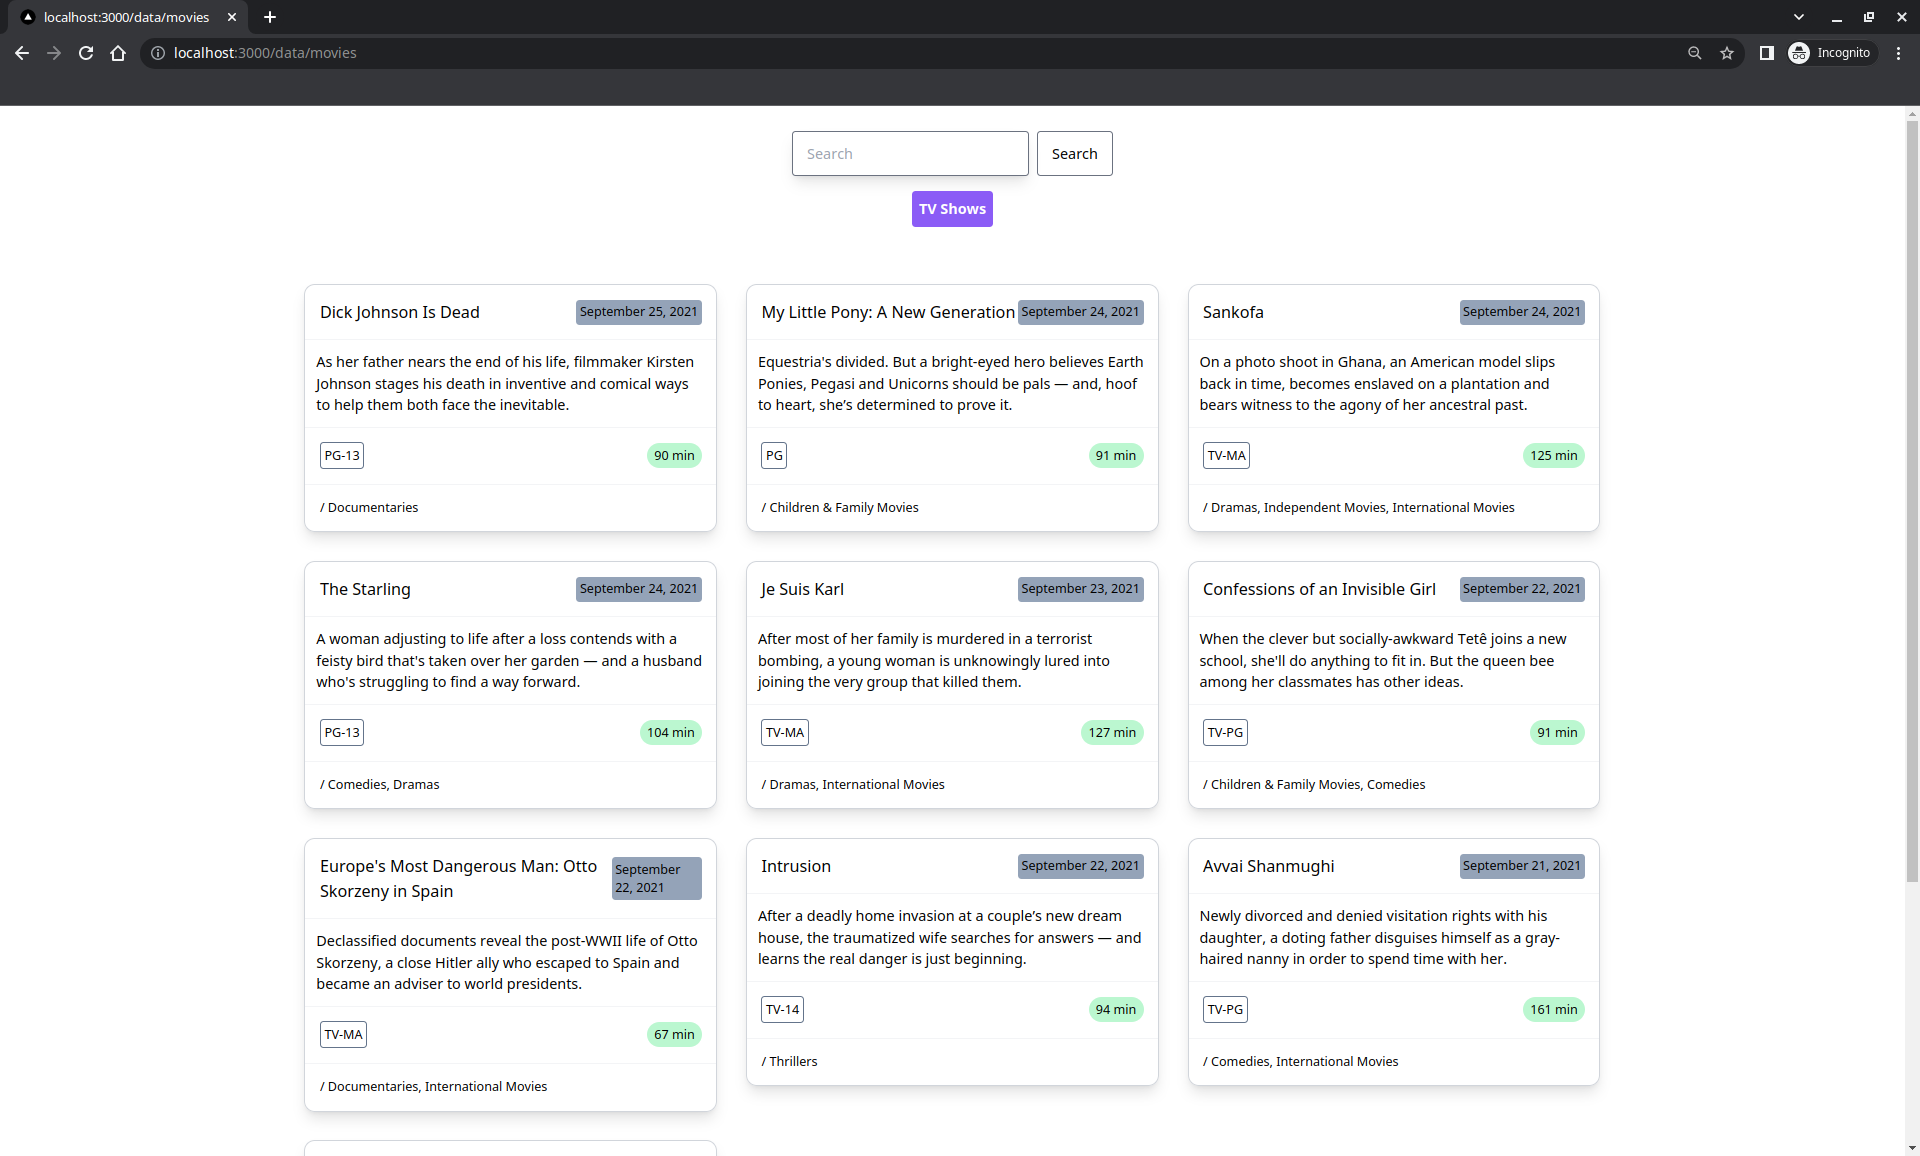 localhost:3000/data/movies
localhost:3000/data/movies
Incognito
Search
Search
TV Shows
Dick Johnson Is Dead
September 25, 2021
As her father nears the end of his life, filmmaker Kirsten
Johnson stages his death in inventive and comical ways
to help them both face the inevitable.
PG-13
90 min
/ Documentaries
My Little Pony: A New Generation
September 24, 2021
Equestria's divided. But a bright-eyed hero believes Earth
Ponies, Pegasi and Unicorns should be pals — and, hoof
to heart, she’s determined to prove it.
PG
91 min
/ Children & Family Movies
Sankofa
September 24, 2021
On a photo shoot in Ghana, an American model slips
back in time, becomes enslaved on a plantation and
bears witness to the agony of her ancestral past.
TV-MA
125 min
/ Dramas, Independent Movies, International Movies
The Starling
September 24, 2021
A woman adjusting to life after a loss contends with a
feisty bird that's taken over her garden — and a husband
who's struggling to find a way forward.
PG-13
104 min
/ Comedies, Dramas
Je Suis Karl
September 23, 2021
After most of her family is murdered in a terrorist
bombing, a young woman is unknowingly lured into
joining the very group that killed them.
TV-MA
127 min
/ Dramas, International Movies
Confessions of an Invisible Girl
September 22, 2021
When the clever but socially-awkward Tetê joins a new
school, she'll do anything to fit in. But the queen bee
among her classmates has other ideas.
TV-PG
91 min
/ Children & Family Movies, Comedies
Europe's Most Dangerous Man: Otto
Skorzeny in Spain
September
22, 2021
Declassified documents reveal the post-WWII life of Otto
Skorzeny, a close Hitler ally who escaped to Spain and
became an adviser to world presidents.
TV-MA
67 min
/ Documentaries, International Movies
Intrusion
September 22, 2021
After a deadly home invasion at a couple’s new dream
house, the traumatized wife searches for answers — and
learns the real danger is just beginning.
TV-14
94 min
/ Thrillers
Avvai Shanmughi
September 21, 2021
Newly divorced and denied visitation rights with his
daughter, a doting father disguises himself as a gray-
haired nanny in order to spend time with her.
TV-PG
161 min
/ Comedies, International Movies